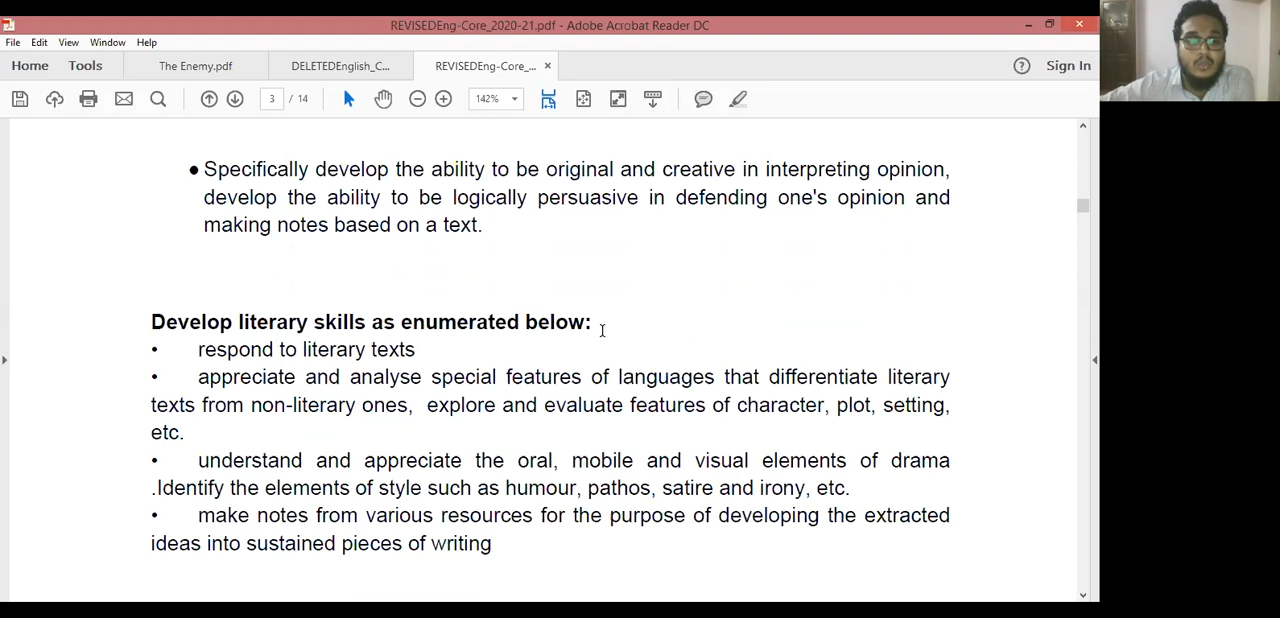 REVISEDEng-Core_2020-21.pdf - Adobe Acrobat Reader DC
File Edit View Window Help
Home Tools The Enemy.pdf DELETEDEnglish_C... REVISEDEng-Core_... × ? Sign In
3 / 14 142%
● Specifically develop the ability to be original and creative in interpreting opinion,
develop the ability to be logically persuasive in defending one's opinion and
making notes based on a text.
Develop literary skills as enumerated below:
• respond to literary texts
• appreciate and analyse special features of languages that differentiate literary
texts from non-literary ones, explore and evaluate features of character, plot, setting,
etc.
• understand and appreciate the oral, mobile and visual elements of drama
.Identify the elements of style such as humour, pathos, satire and irony, etc.
• make notes from various resources for the purpose of developing the extracted
ideas into sustained pieces of writing